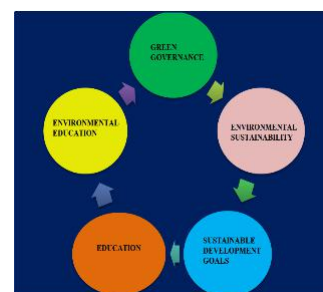 GREEN
GOVERNANCE
ENVIRONMENTAL
SUSTAINABILITY
SUSTAINABLE
DEVELOPMENT
GOALS
EDUCATION
ENVIRONMENTAL
EDUCATION